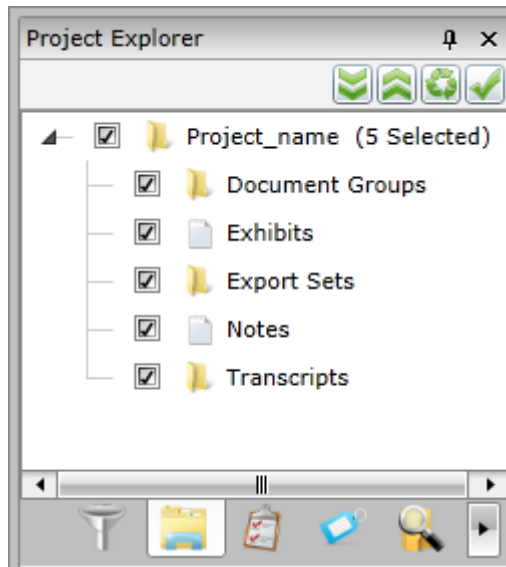 Project Explorer
Project_name (5 Selected)
Document Groups
Exhibits
Export Sets
Notes
Transcripts